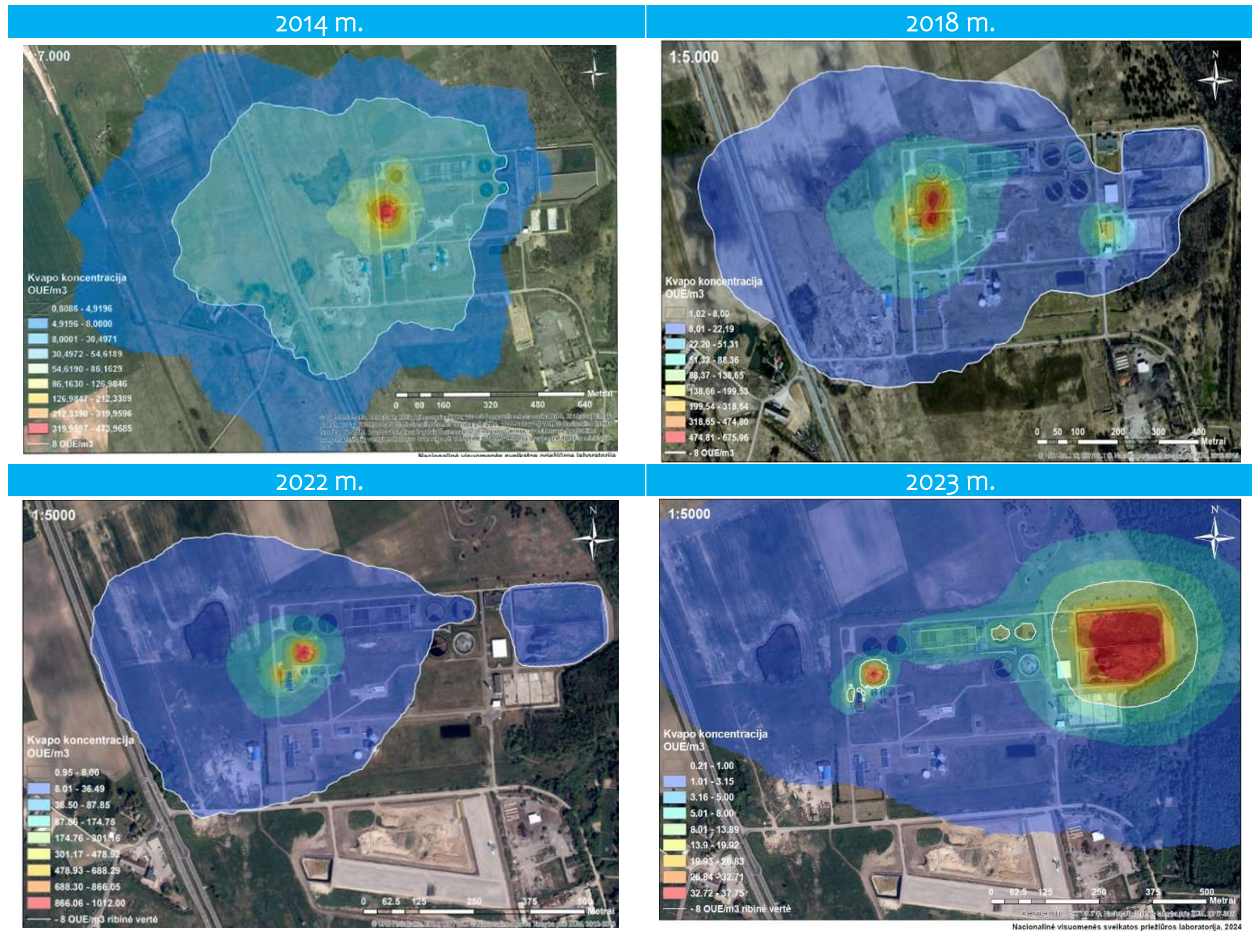 2014 m.
2018 m.
1:7.000
Kvapo koncentracija
OUE/m3
0,8086 - 4,9196
4,9196 - 8,0000
8,0001 - 30,4971
30,4972 - 54,6189
54,6190 - 86,1629
86,1630 - 126,9846
126,9847 - 212,3389
212,3390 - 319,9596
319,9597 - 473,9685
8 OUE/m3
0 80 160 320 480 640
Metrai
Nacionalinė visuomenės sveikatos priežiūros laboratorija
1:5.000
N
Kvapo koncentracija
OUE/m3
1,02 - 8,00
8,01 - 22,19
22,20 - 51,31
51,32 - 88,36
88,37 - 138,65
138,66 - 199,53
199,54 - 318,64
318,65 - 474,80
474,81 - 675,96
- 8 OUE/m3
0 50 100 200 300 400
Metrai
2022 m.
2023 m.
1:5000
N
Kvapo koncentracija
OUE/m3
0.95 - 8.00
8.01 - 36.49
36.50 - 87.85
87.86 - 174.75
174.76 - 301.16
301.17 - 478.92
478.93 - 688.29
688.30 - 866.05
866.06 - 1012.00
- 8 OUE/m3 ribinė vertė
0 62.5 125 250 375 500
Metrai
1:5000
N
Kvapo koncentracija
OUE/m3
0.21 - 1.00
1.01 - 3.15
3.16 - 5.00
5.01 - 8.00
8.01 - 13.89
13.9 - 19.92
19.93 - 26.83
26.84 - 32.71
32.72 - 37.75
- 8 OUE/m3 ribinė vertė
0 62.5 125 250 375 500
Metrai
Nacionalinė visuomenės sveikatos priežiūros laboratorija, 2024